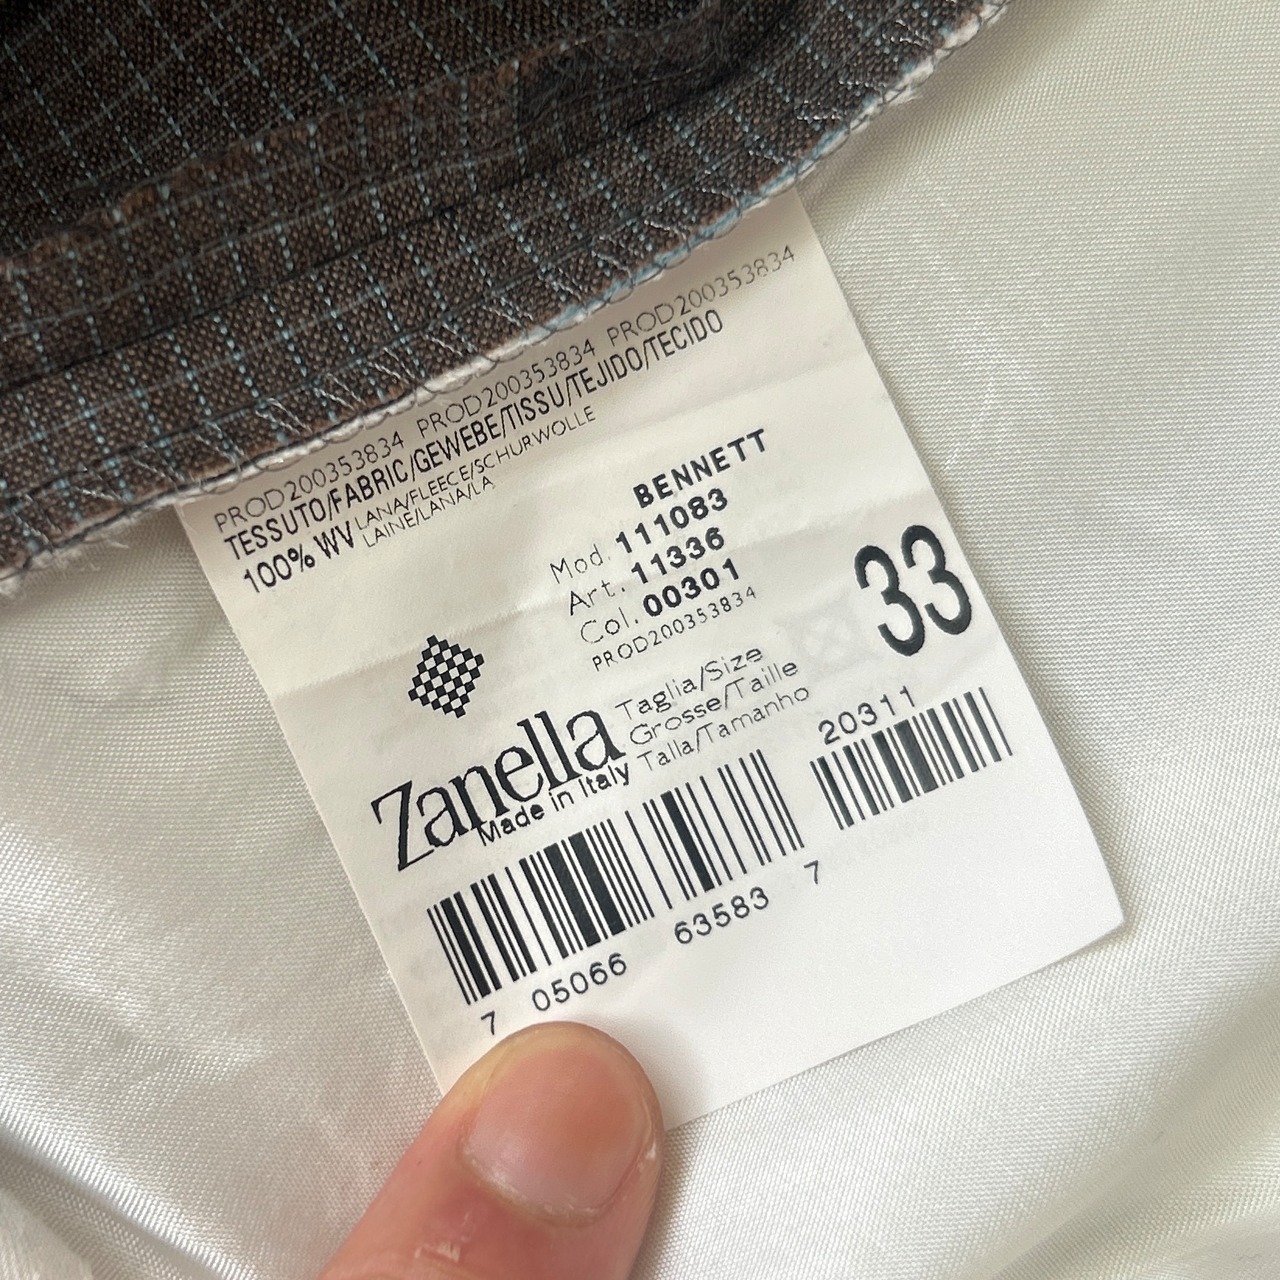 PROD200353834 PROD200353834 PROD200353834
TESSUTO/FABRIC/GEWEBE/TISSU/TEJIDO/TECIDO
100% WV LANA/FLEECE/SCHURWOLLE
LAINE/LANA/LA
BENNETT
Mod. 111083
Art. 11336
Col. 00301
PROD200353834
33
Zanella
Made in Italy
Taglia/Size
Grosse/Taille
Talla/Tamanho
20311
7 05066 63583 7